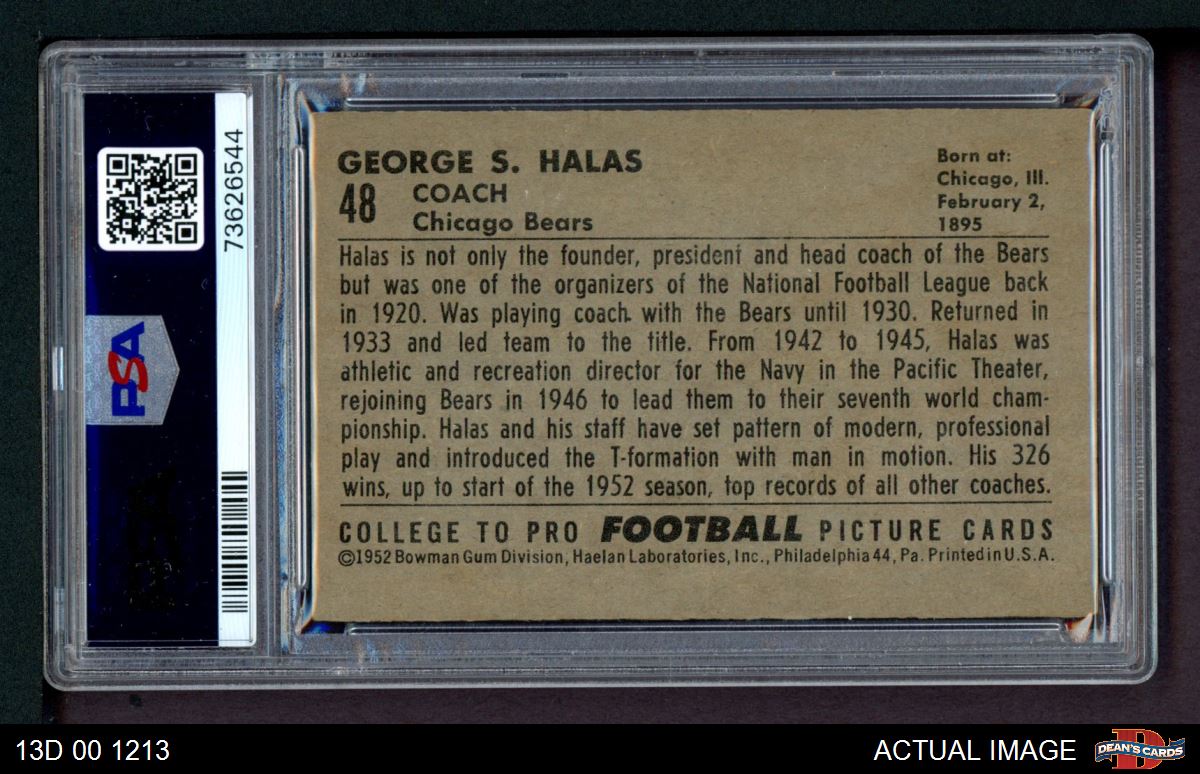 PSA
73626544
GEORGE S. HALAS
48
COACH
Chicago Bears
Born at:
Chicago, Ill.
February 2,
1895
Halas is not only the founder, president and head coach of the Bears
but was one of the organizers of the National Football League back
in 1920. Was playing coach with the Bears until 1930. Returned in
1933 and led team to the title. From 1942 to 1945, Halas was
athletic and recreation director for the Navy in the Pacific Theater,
rejoining Bears in 1946 to lead them to their seventh world cham-
pionship. Halas and his staff have set pattern of modern, professional
play and introduced the T-formation with man in motion. His 326
wins, up to start of the 1952 season, top records of all other coaches.
COLLEGE TO PRO FOOTBALL PICTURE CARDS
©1952 Bowman Gum Division, Haelan Laboratories, Inc., Philadelphia 44, Pa. Printed in U.S.A.
13D 00 1213
ACTUAL IMAGE
DEAN'S CARDS